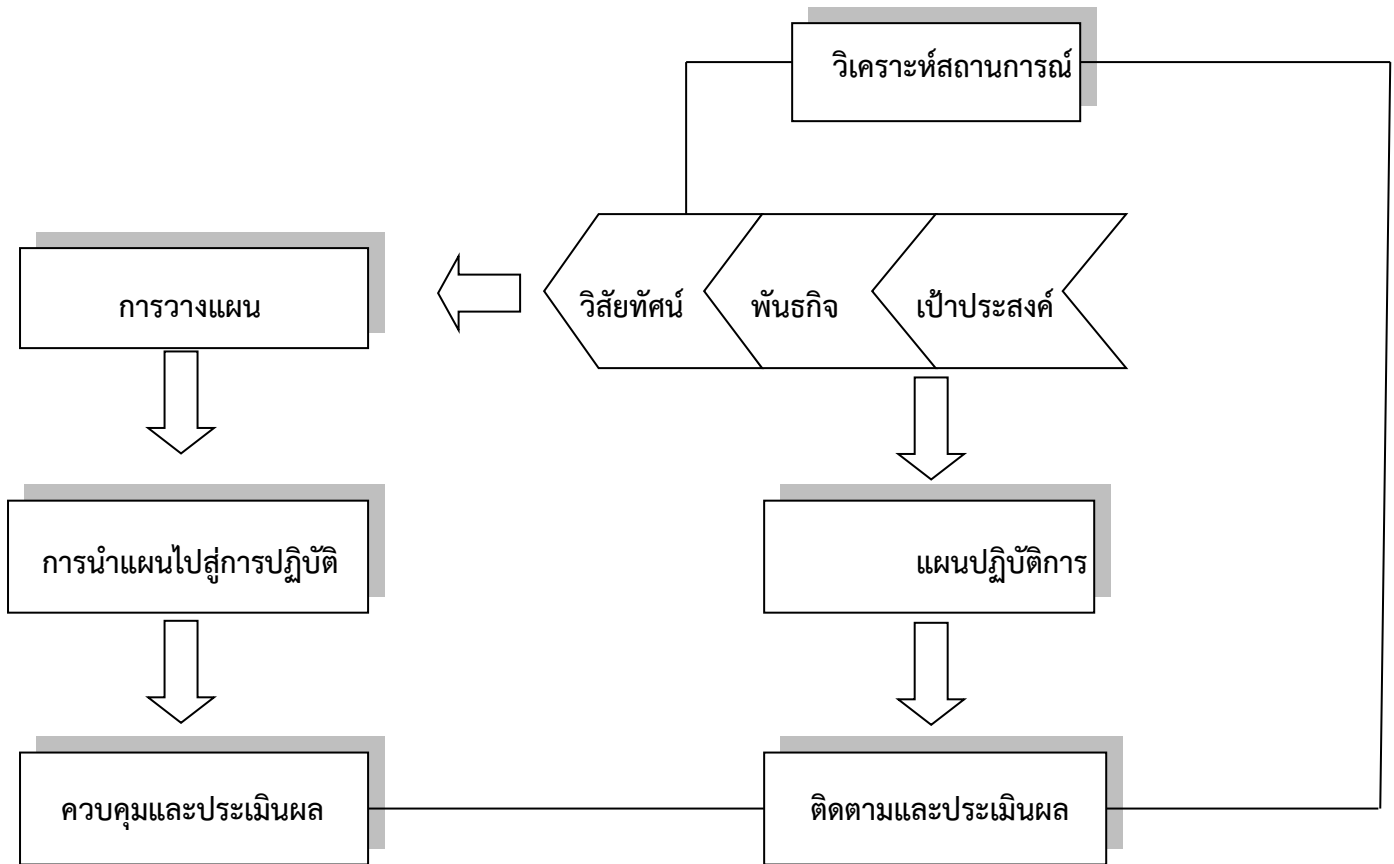 วิเคราะห์สถานการณ์
วิสัยทัศน์
พันธกิจ
เป้าประสงค์
การวางแผน
การนำแผนไปสู่การปฏิบัติ
แผนปฏิบัติการ
ควบคุมและประเมินผล
ติดตามและประเมินผล